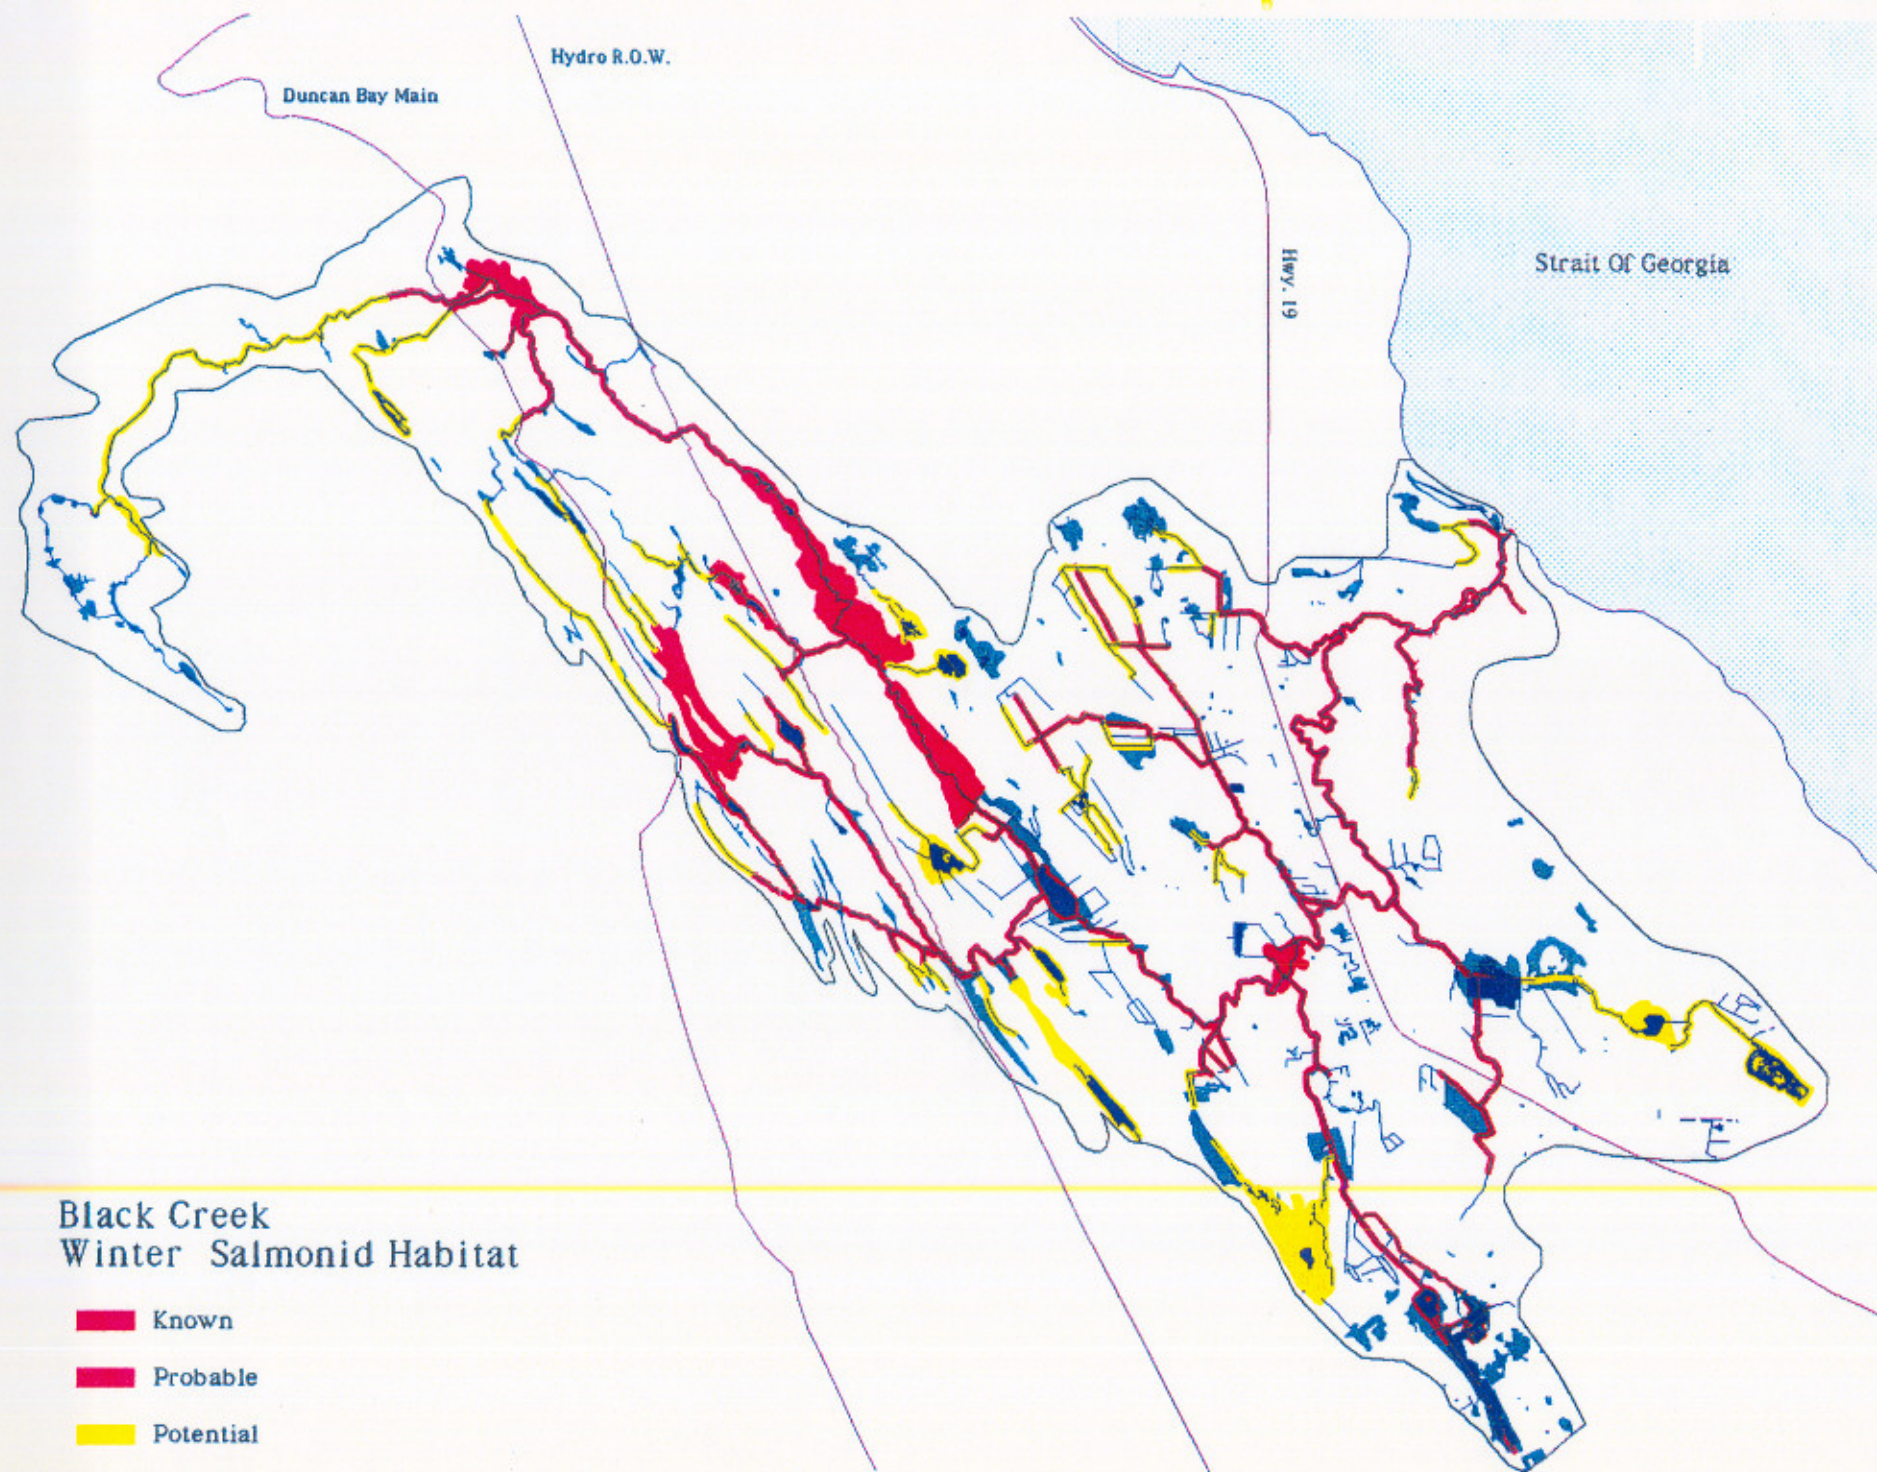 Hydro R.O.W.
Duncan Bay Main
Hwy. 19
Strait Of Georgia
Black Creek
Winter Salmonid Habitat
Known
Probable
Potential